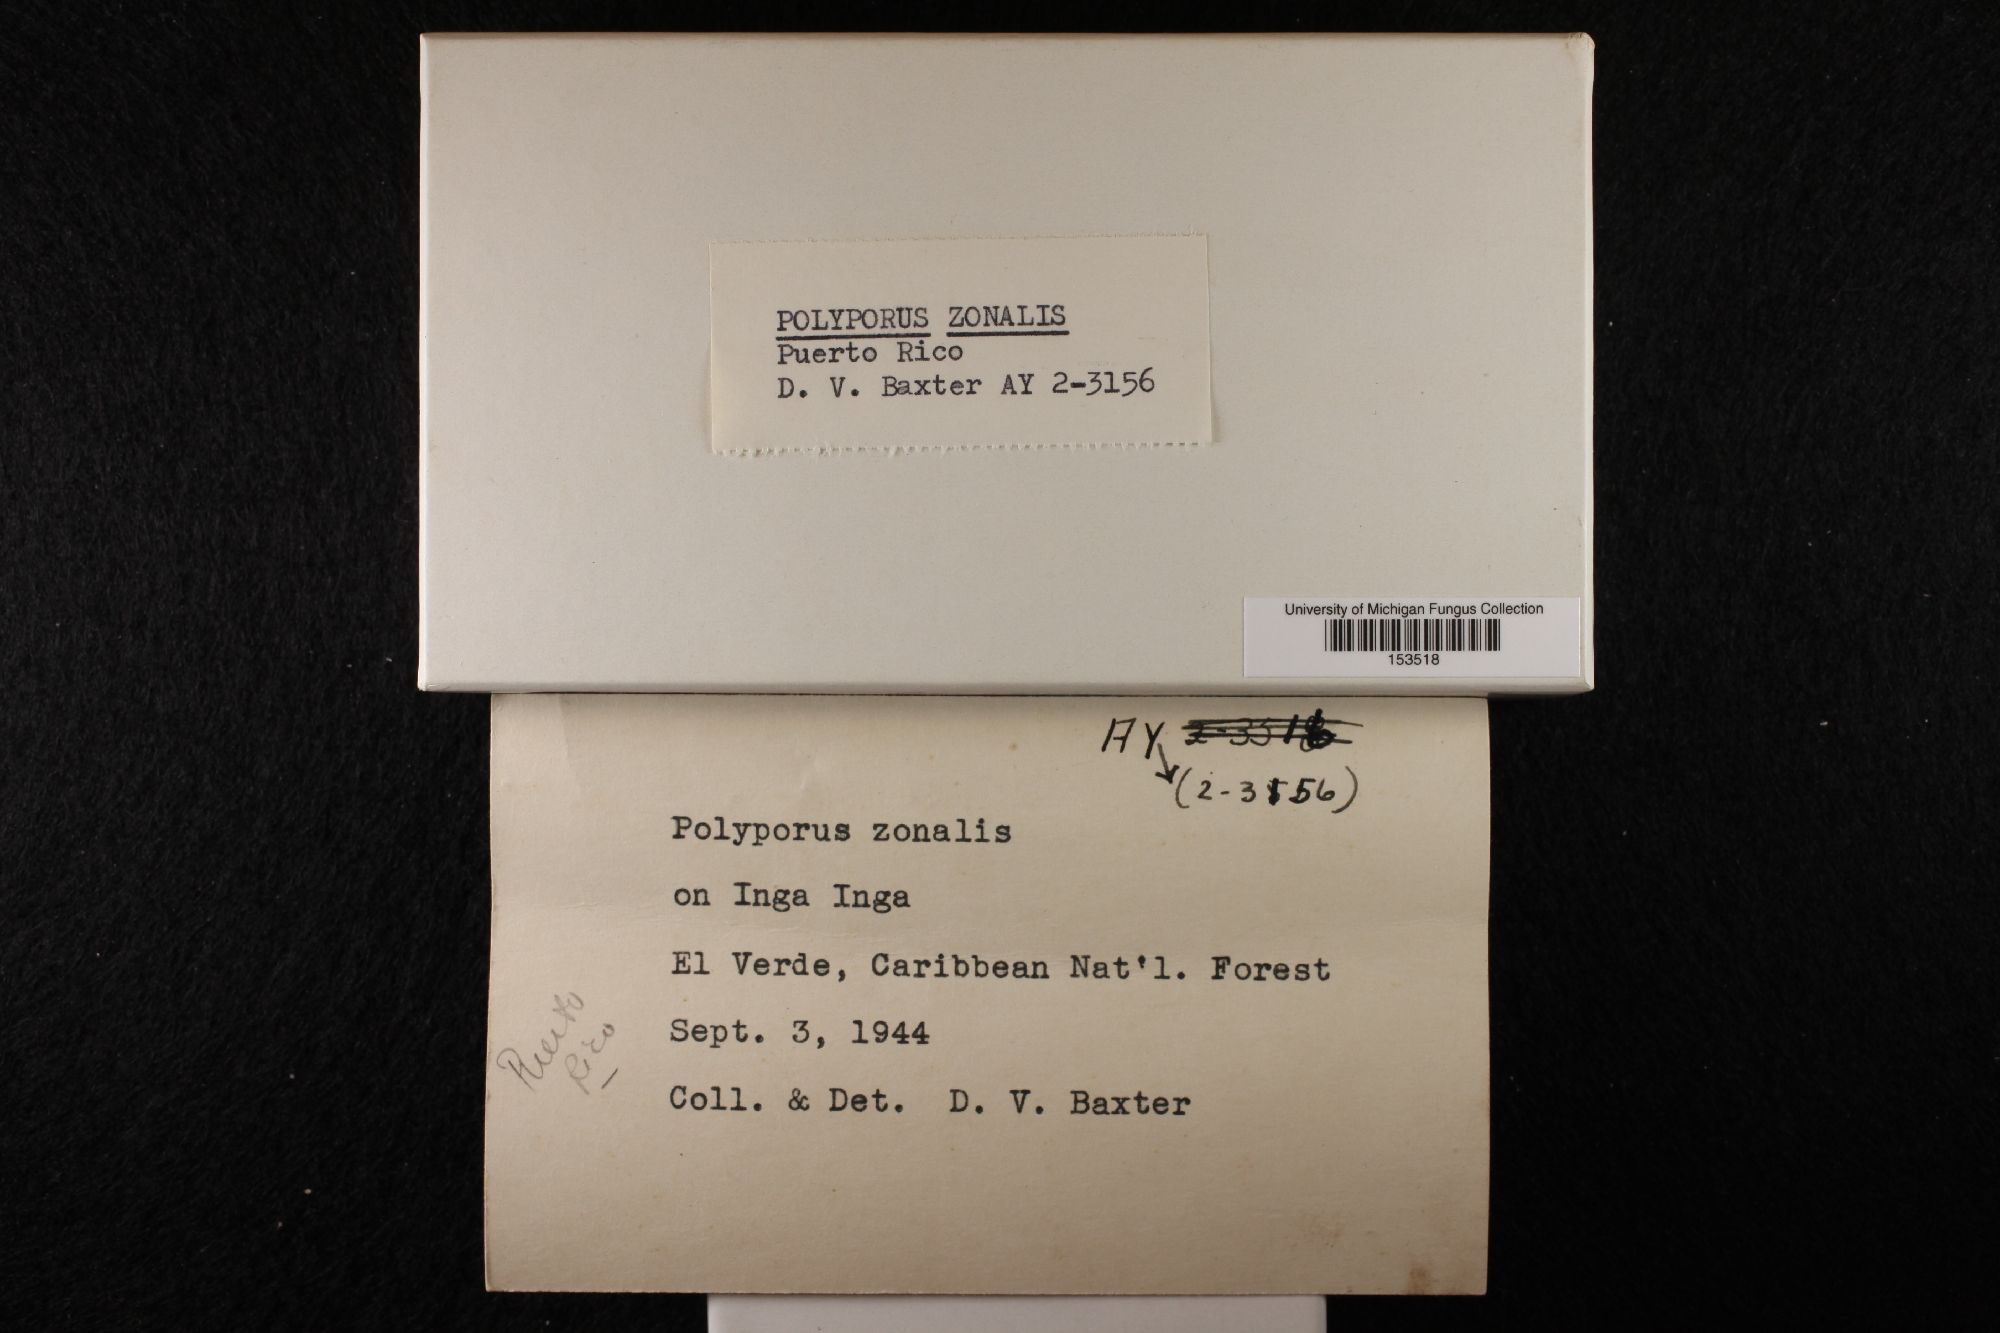 POLYPORUS ZONALIS
Puerto Rico
D. V. Baxter AY 2-3156
University of Michigan Fungus Collection
153518
AY
(2-3156)
Polyporus zonalis
on Inga Inga
El Verde, Caribbean Nat'l. Forest
Sept. 3, 1944
Coll. & Det. D. V. Baxter
Puerto
Rico